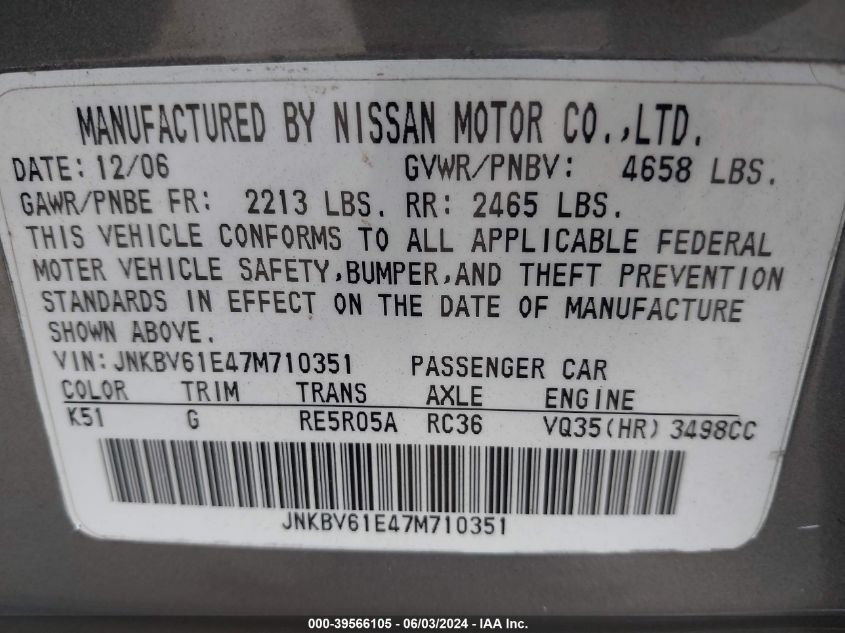 MANUFACTURED BY NISSAN MOTOR CO.,LTD.
DATE: 12/06 GVWR/PNBV: 4658 LBS.
GAWR/PNBE FR: 2213 LBS. RR: 2465 LBS.
THIS VEHICLE CONFORMS TO ALL APPLICABLE FEDERAL
MOTER VEHICLE SAFETY,BUMPER,AND THEFT PREVENTION
STANDARDS IN EFFECT ON THE DATE OF MANUFACTURE
SHOWN ABOVE.
VIN: JNKBV61E47M710351 PASSENGER CAR
COLOR TRIM TRANS AXLE ENGINE
K51 G RE5R05A RC36 VQ35(HR) 3498CC
JNKBV61E47M710351
000-39566105 - 06/03/2024 - IAA Inc.